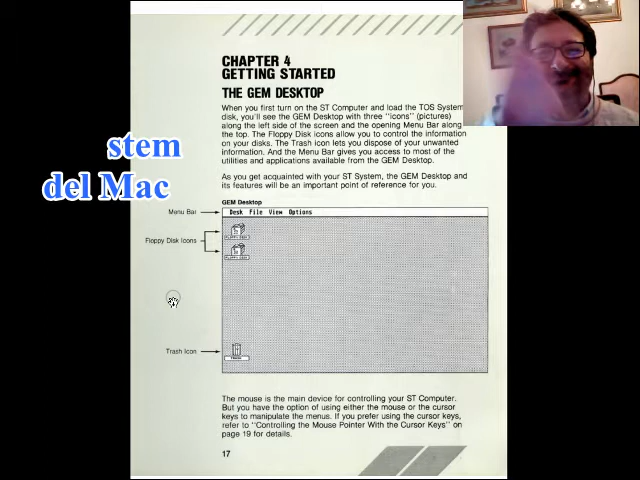 CHAPTER 4
GETTING STARTED
THE GEM DESKTOP
When you first turn on the ST Computer and load the TOS System
disk, you'll see the GEM Desktop with three "icons" (pictures)
along the left side of the screen and the opening Menu Bar along
the top. The Floppy Disk icons allow you to control the information
on your disks. The Trash icon lets you dispose of your unwanted
information. And the Menu Bar gives you access to most of the
utilities and applications available from the GEM Desktop.
As you get acquainted with your ST System, the GEM Desktop and
its features will be an important point of reference for you.
stem
del Mac
GEM Desktop
Menu Bar
Desk File View Options
Floppy Disk Icons
FLOPPY DISK
FLOPPY DISK
Trash Icon
TRASH
The mouse is the main device for controlling your ST Computer.
But you have the option of using either the mouse or the cursor
keys to manipulate the menus. If you prefer using the cursor keys,
refer to "Controlling the Mouse Pointer With the Cursor Keys" on
page 19 for details.
17